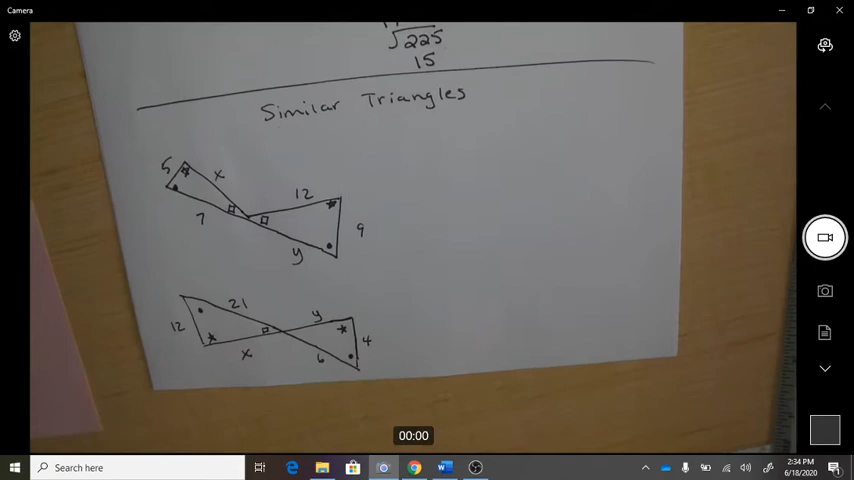 Camera
√225
15
Similar Triangles
5 x 12
7 9
y
21 y
12 4
x 6
00:00
Search here
2:34 PM
6/18/2020